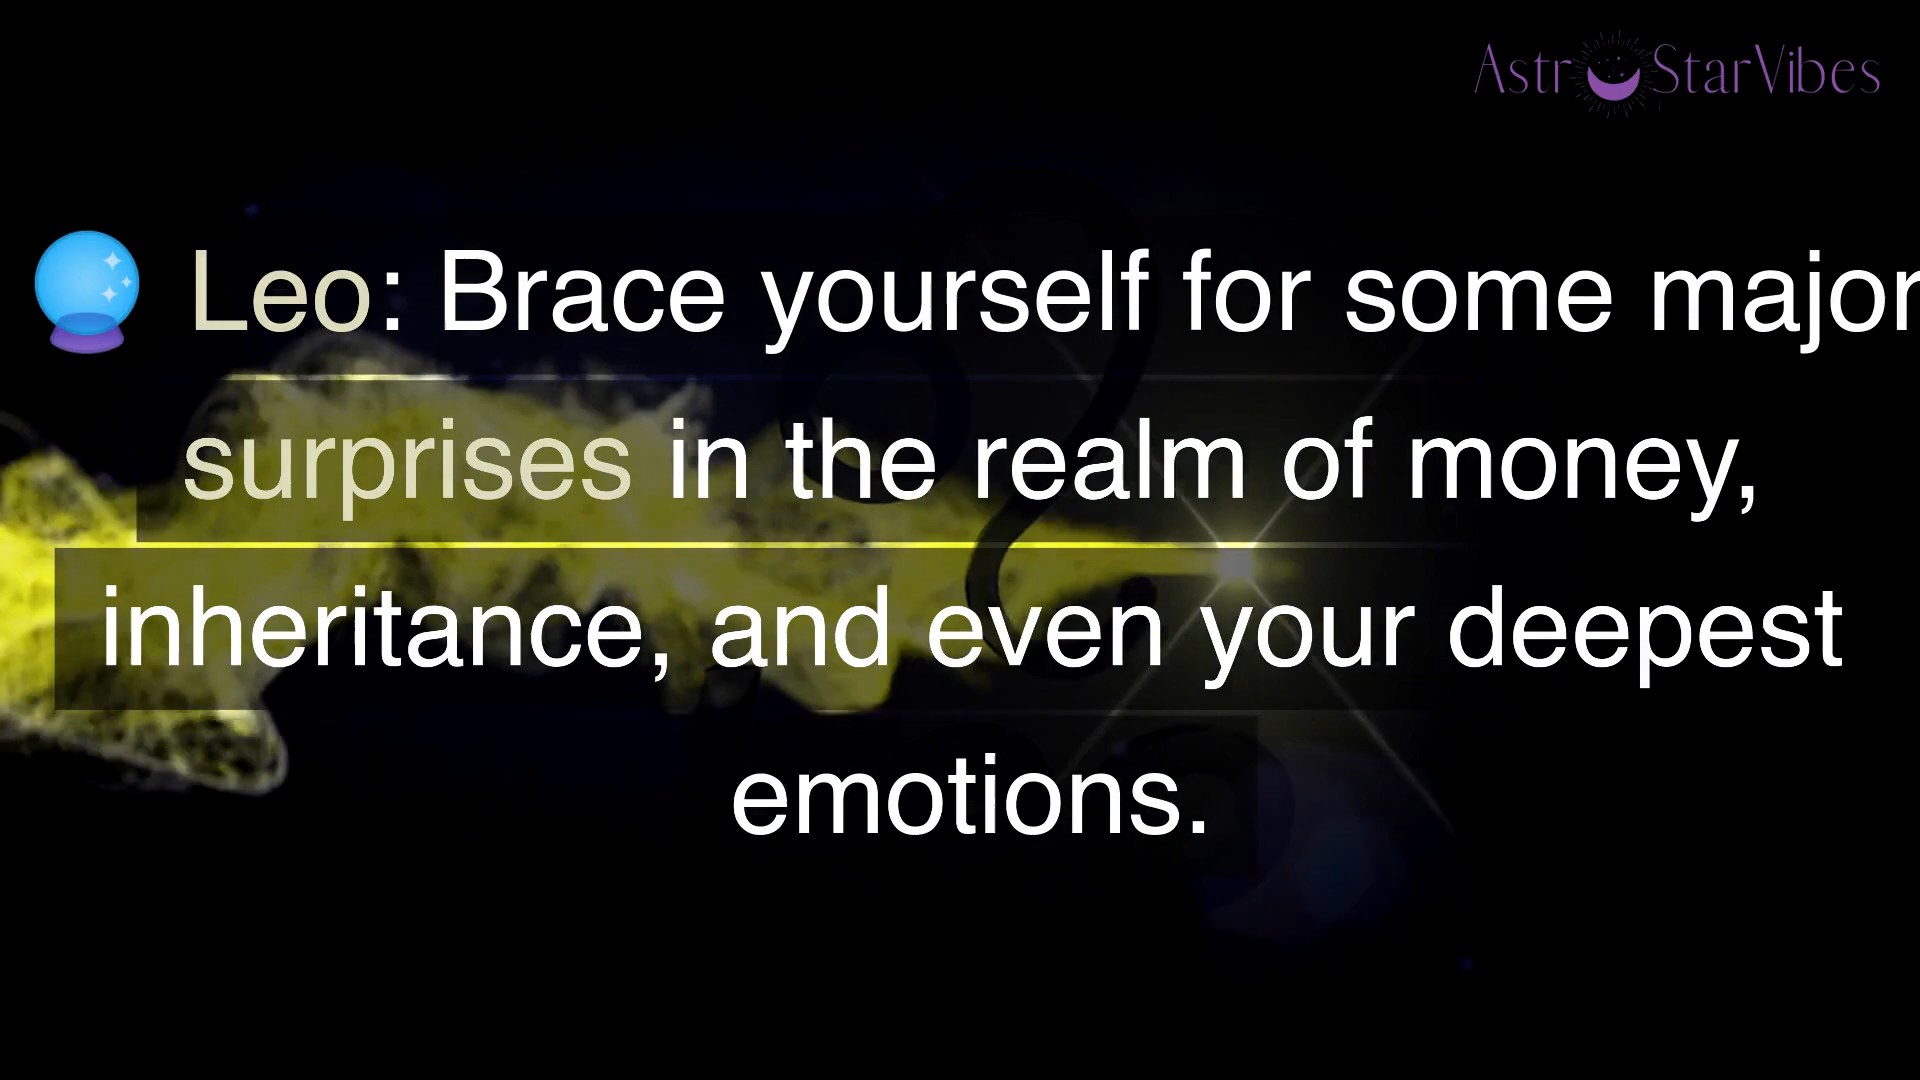 AstroStarVibes
🔮 Leo: Brace yourself for some major
surprises in the realm of money,
inheritance, and even your deepest
emotions.